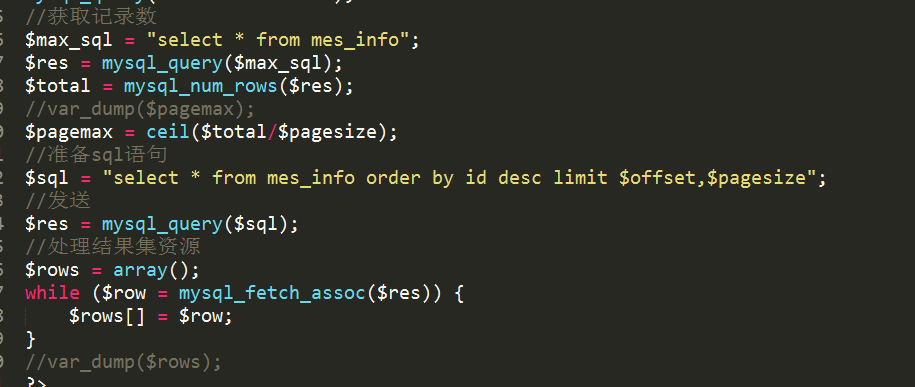 //获取记录数
$max_sql = "select * from mes_info";
$res = mysql_query($max_sql);
$total = mysql_num_rows($res);
//var_dump($pagemax);
$pagemax = ceil($total/$pagesize);
//准备sql语句
$sql = "select * from mes_info order by id desc limit $offset,$pagesize";
//发送
$res = mysql_query($sql);
//处理结果集资源
$rows = array();
while ($row = mysql_fetch_assoc($res)) {
    $rows[] = $row;
}
//var_dump($rows);
?>